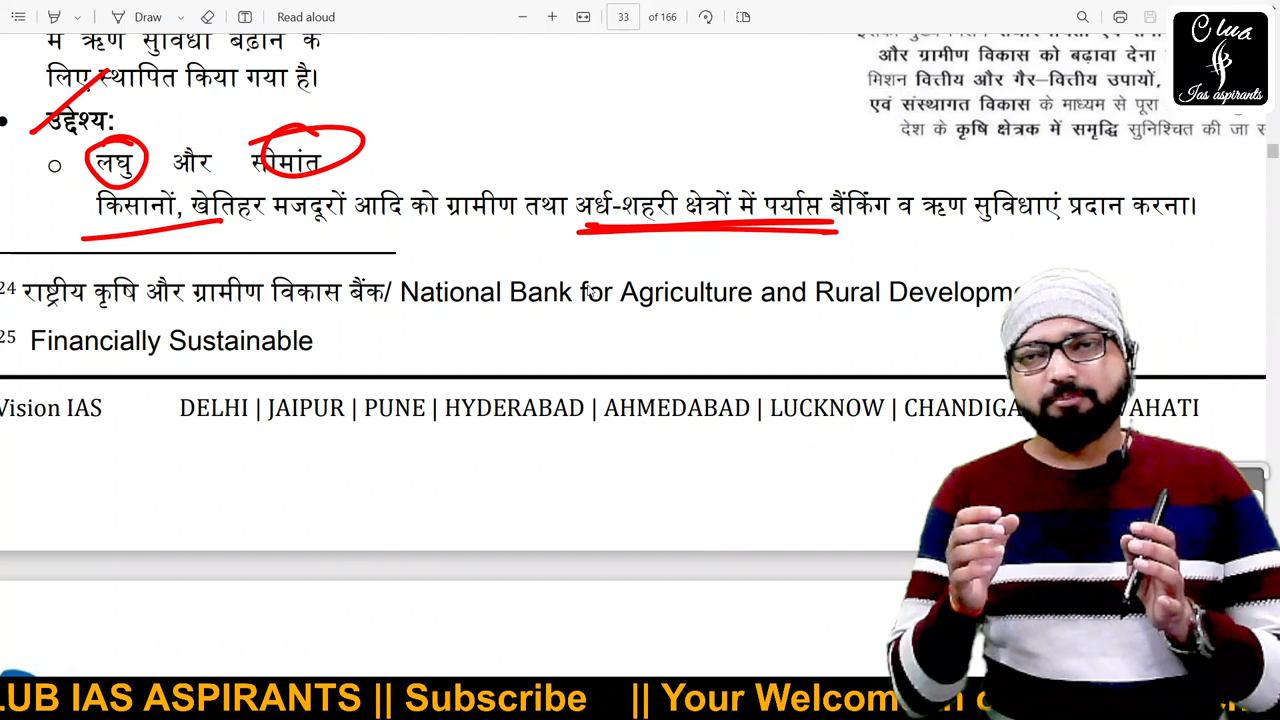 Draw
Read aloud
33
of 166
में ऋण सुविधा बढ़ाने के
लिए स्थापित किया गया है।
और ग्रामीण विकास को बढ़ावा देना
मिशन वित्तीय और गैर-वित्तीय उपायों,
एवं संस्थागत विकास के माध्यम से पूरा
देश के कृषि क्षेत्रक में समृद्धि सुनिश्चित की जा स
Club
Ias aspirants
उद्देश्य:
लघु और सीमांत
किसानों, खेतिहर मजदूरों आदि को ग्रामीण तथा अर्ध-शहरी क्षेत्रों में पर्याप्त बैंकिंग व ऋण सुविधाएं प्रदान करना।
24 राष्ट्रीय कृषि और ग्रामीण विकास बैंक/ National Bank for Agriculture and Rural Developme
25 Financially Sustainable
Vision IAS DELHI | JAIPUR | PUNE | HYDERABAD | AHMEDABAD | LUCKNOW | CHANDIGA WAHATI
LUB IAS ASPIRANTS || Subscribe || Your Welcom